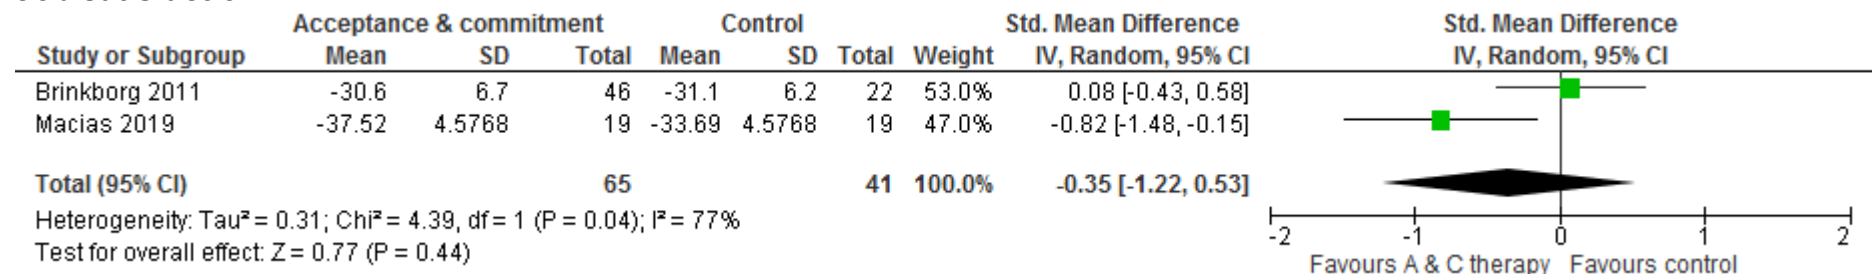 Acceptance & commitment Control Std. Mean Difference Std. Mean Difference
Study or Subgroup Mean SD Total Mean SD Total Weight IV, Random, 95% CI IV, Random, 95% CI
Brinkborg 2011 -30.6 6.7 46 -31.1 6.2 22 53.0% 0.08 [-0.43, 0.58]
Macias 2019 -37.52 4.5768 19 -33.69 4.5768 19 47.0% -0.82 [-1.48, -0.15]
Total (95% CI) 65 41 100.0% -0.35 [-1.22, 0.53]
Heterogeneity: Tau² = 0.31; Chi² = 4.39, df = 1 (P = 0.04); I² = 77%
Test for overall effect: Z = 0.77 (P = 0.44)
-2 -1 0 1 2
Favours A & C therapy Favours control